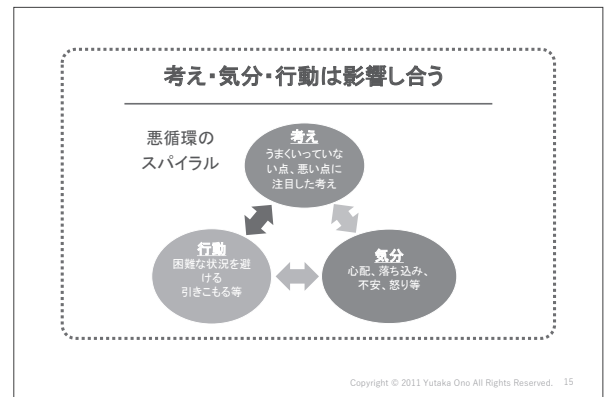 考え・気分・行動は影響し合う
悪循環の
スパイラル
考え
うまくいっていな
い点、悪い点に
注目した考え
行動
困難な状況を避
ける
引きこもる等
気分
心配、落ち込み、
不安、怒り等
Copyright © 2011 Yutaka Ono All Rights Reserved. 15